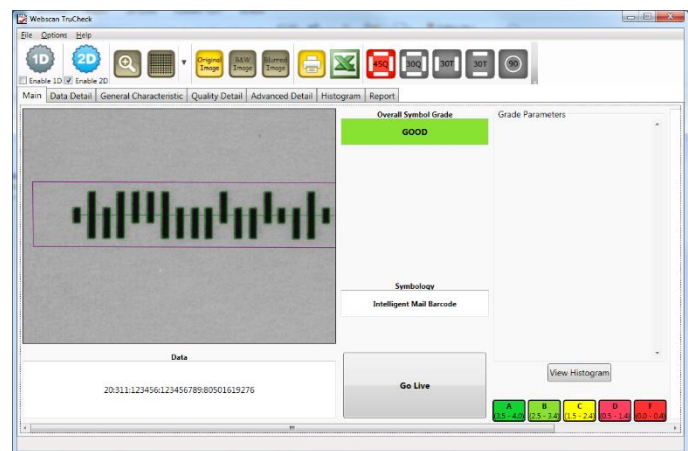 Webscan TruCheck
File Options Help
1D
2D
Original Image
B&W Image
Blurred Image
45Q
30Q
30T
30T
90
Enable 1D
Enable 2D
Main Data Detail General Characteristic Quality Detail Advanced Detail Histogram Report
Overall Symbol Grade
GOOD
Grade Parameters
Symbology
Intelligent Mail Barcode
Data
20:311:123456:123456789:80501619276
Go Live
View Histogram
A
(3.5 - 4.0)
B
(2.5 - 3.4)
C
(1.5 - 2.4)
D
(0.5 - 1.4)
F
(0.0 - 0.4)